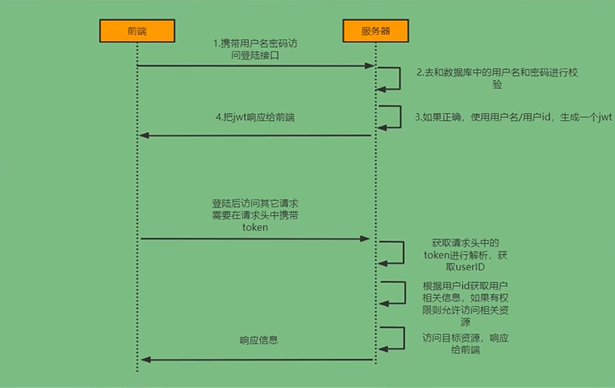 前端
服务器
1.携带用户名密码访
问登陆接口
2.去和数据库中的用户名和密码进行校
验
3.如果正确，使用用户名/用户id，生成一个jwt
4.把jwt响应给前端
登陆后访问其它请求
需要在请求头中携带
token
获取请求头中的
token进行解析，获
取userID
根据用户id获取用户
相关信息，如果有权
限则允许访问相关资
源
访问目标资源，响应
给前端
响应信息